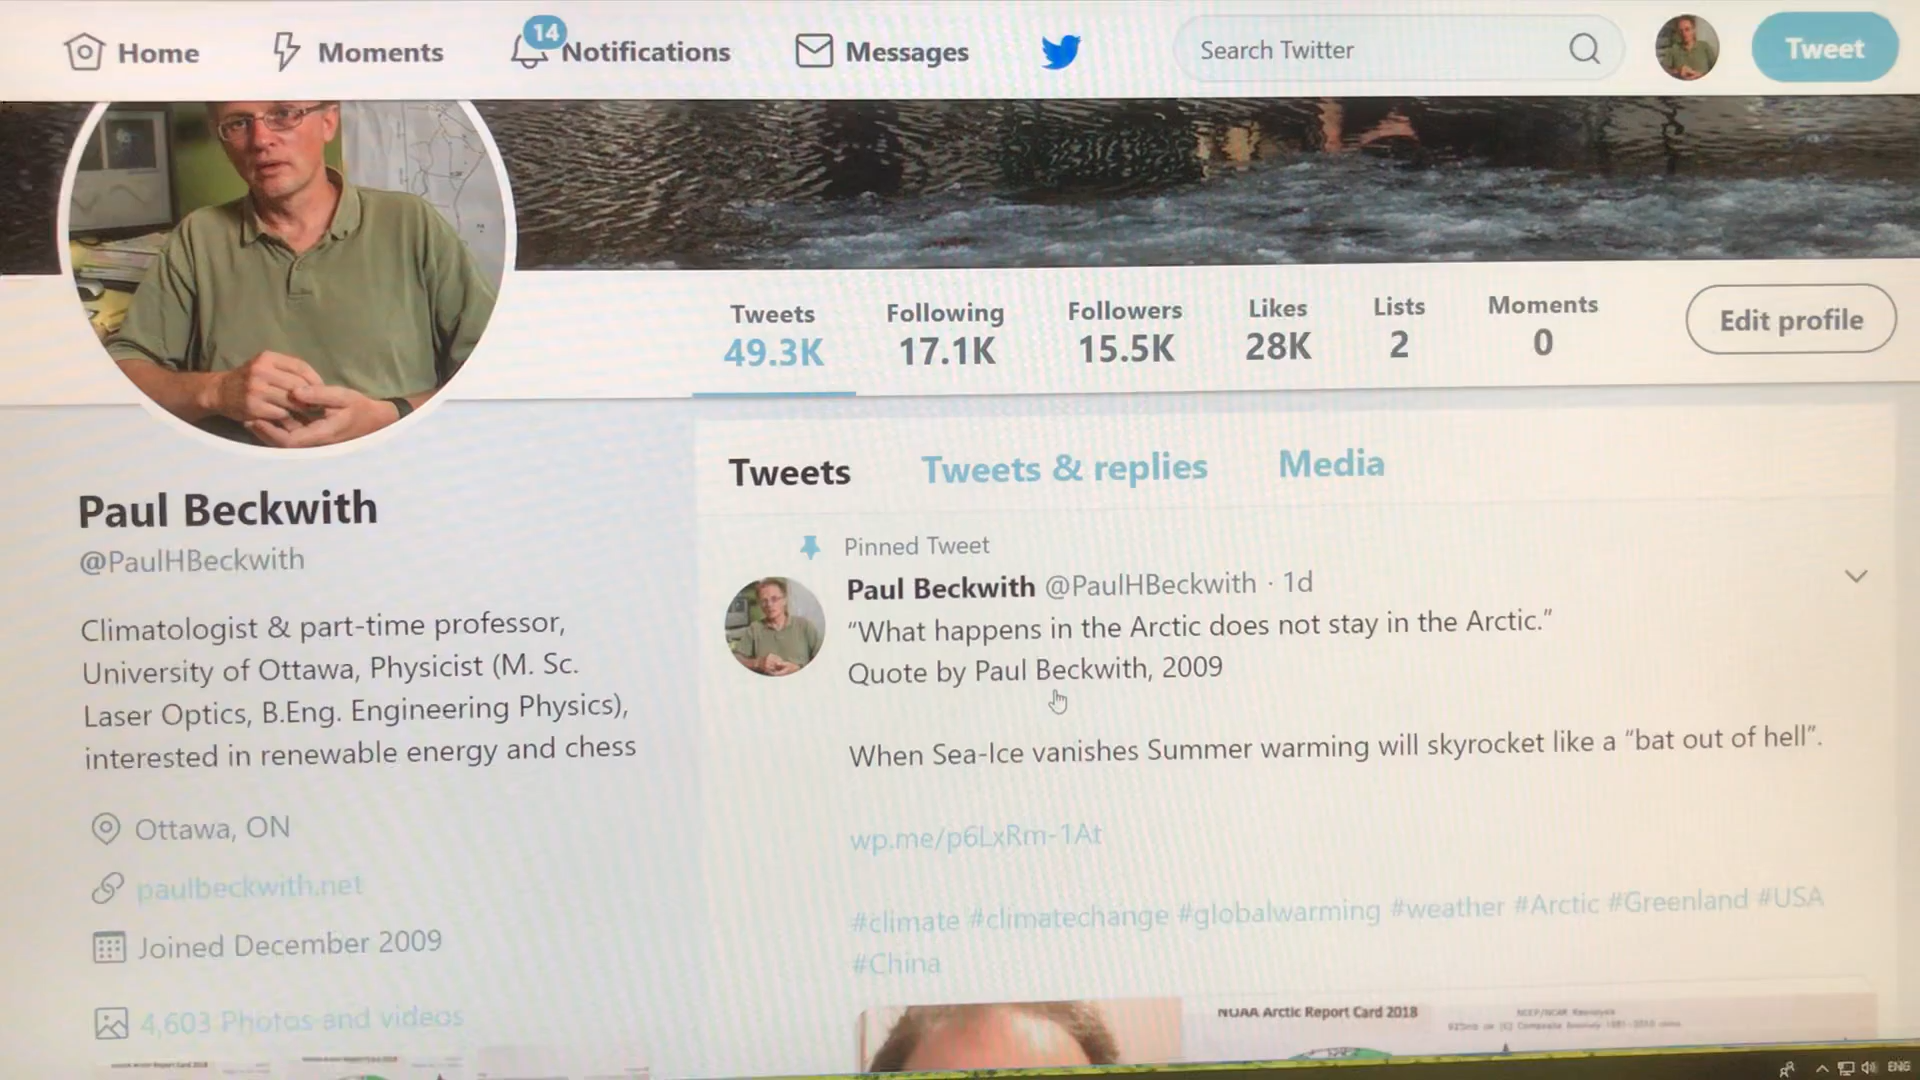 Home Moments 14 Notifications Messages Search Twitter Tweet
Tweets Following Followers Likes Lists Moments
49.3K 17.1K 15.5K 28K 2 0
Edit profile
Paul Beckwith
@PaulHBeckwith
Climatologist & part-time professor,
University of Ottawa, Physicist (M. Sc.
Laser Optics, B.Eng. Engineering Physics),
interested in renewable energy and chess
Ottawa, ON
paulbeckwith.net
Joined December 2009
4,603 Photos and videos
Tweets Tweets & replies Media
Pinned Tweet
Paul Beckwith @PaulHBeckwith · 1d
“What happens in the Arctic does not stay in the Arctic.”
Quote by Paul Beckwith, 2009
When Sea-Ice vanishes Summer warming will skyrocket like a “bat out of hell”.
wp.me/p6LxRm-1At
#climate #climatechange #globalwarming #weather #Arctic #Greenland #USA
#China
Arctic Report Card 2018
ENG